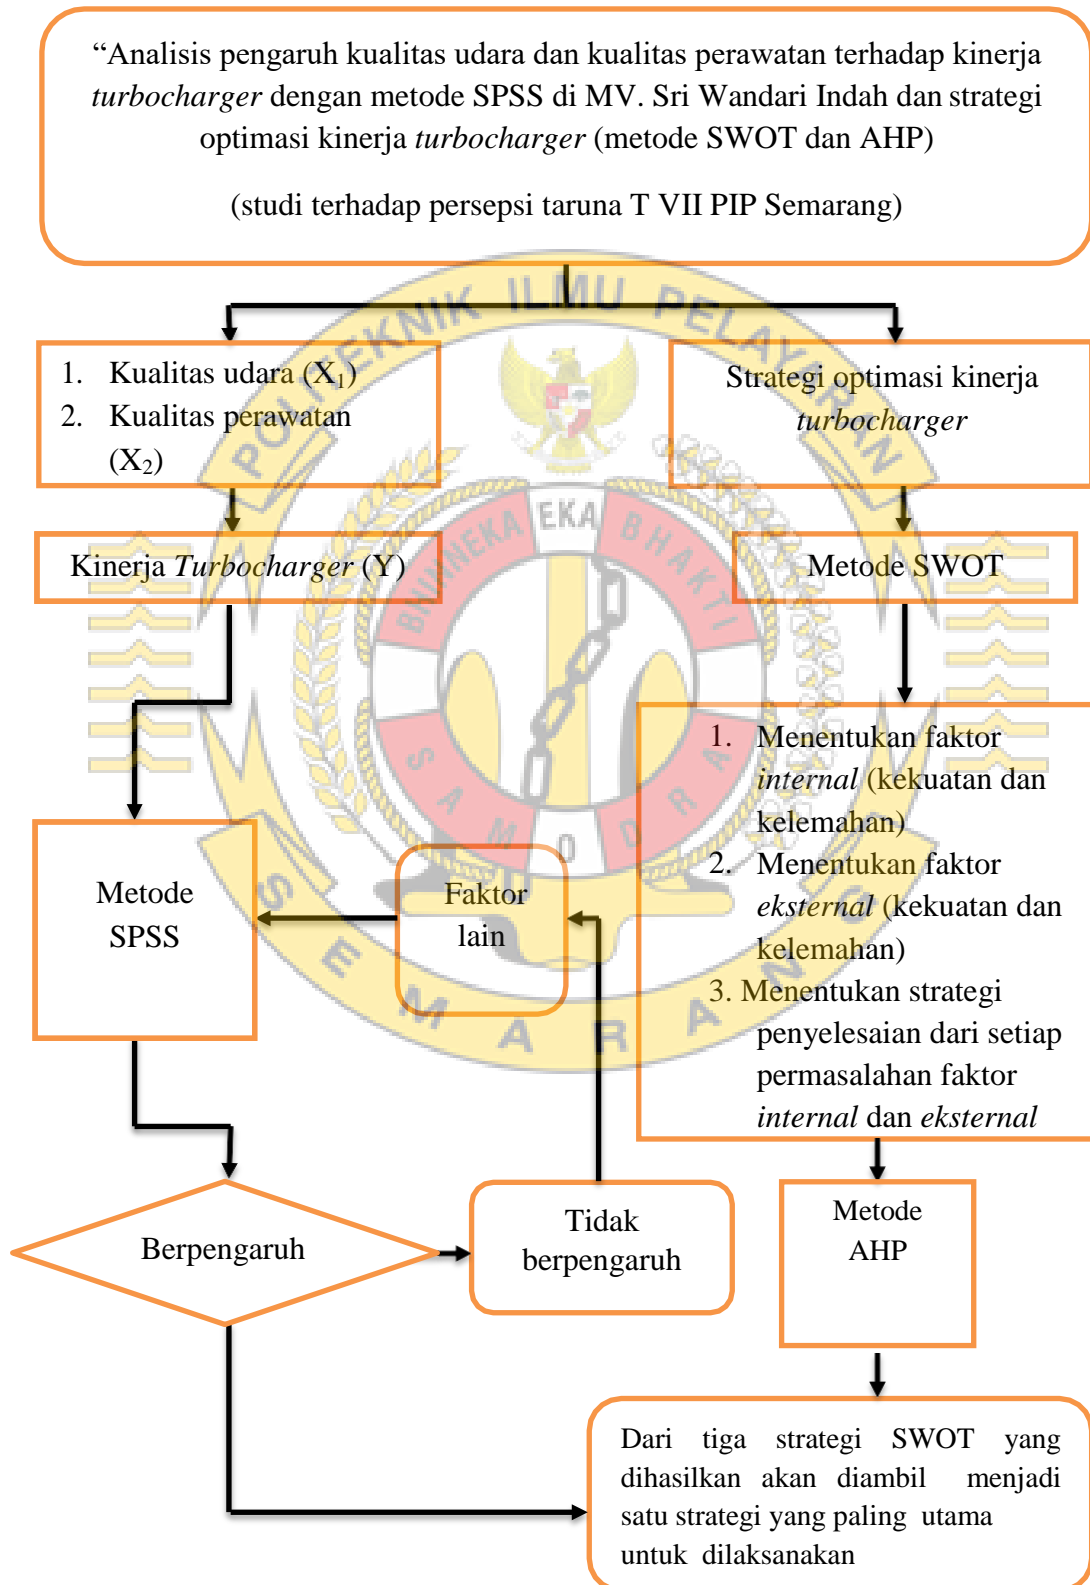 “Analisis pengaruh kualitas udara dan kualitas perawatan terhadap kinerja
turbocharger dengan metode SPSS di MV. Sri Wandari Indah dan strategi
optimasi kinerja turbocharger (metode SWOT dan AHP)
(studi terhadap persepsi taruna T VII PIP Semarang)
POLITEKNIK ILMU PELAYARAN
1. Kualitas udara (X₁)
2. Kualitas perawatan
(X₂)
Strategi optimasi kinerja
turbocharger
Kinerja Turbocharger (Y)
Metode SWOT
BHINNEKA EKA BHAKTI
SAMODRA
1. Menentukan faktor
internal (kekuatan dan
kelemahan)
2. Menentukan faktor
eksternal (kekuatan dan
kelemahan)
3. Menentukan strategi
penyelesaian dari setiap
permasalahan faktor
internal dan eksternal
Metode
SPSS
Faktor
lain
SEMARANG
Berpengaruh
Tidak
berpengaruh
Metode
AHP
Dari tiga strategi SWOT yang
dihasilkan akan diambil menjadi
satu strategi yang paling utama
untuk dilaksanakan